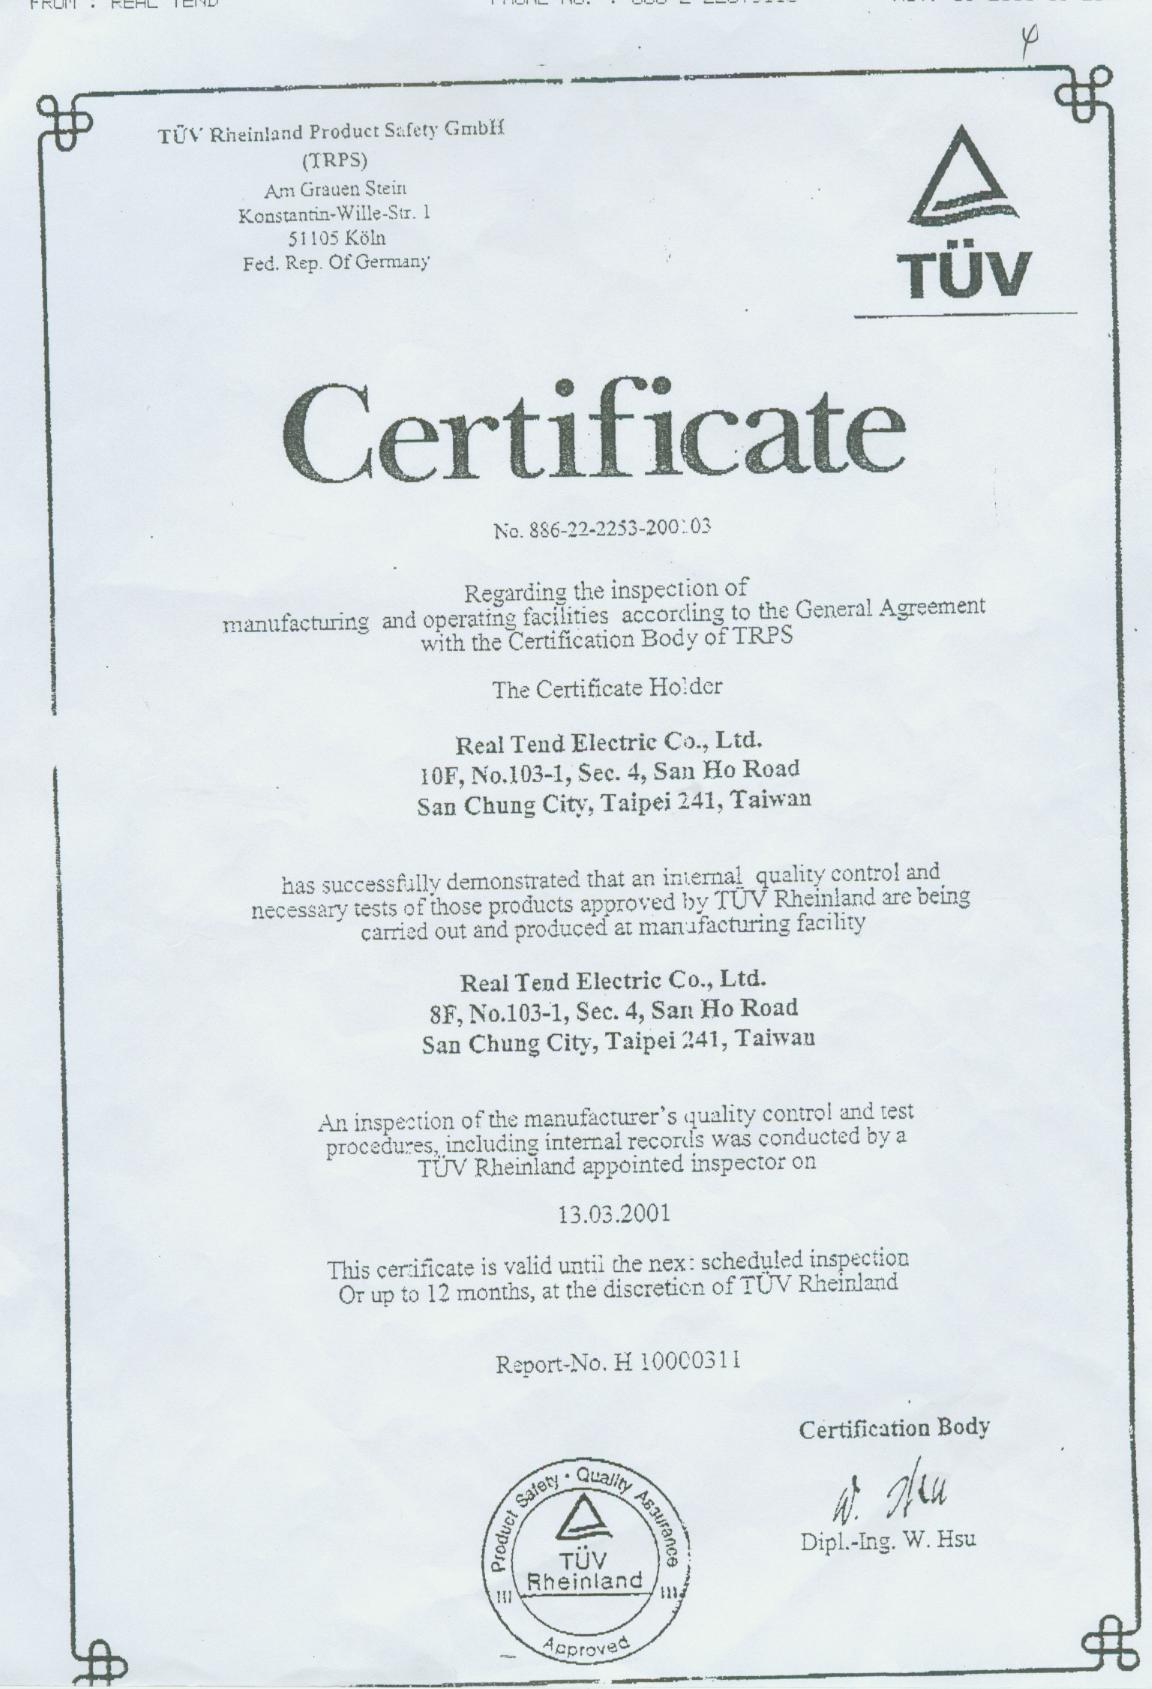 FROM : REAL TEND
PHONE NO. :
φ
TÜV Rheinland Product Safety GmbH
(TRPS)
Am Grauen Stein
Konstantin-Wille-Str. 1
51105 Köln
Fed. Rep. Of Germany
TÜV
Certificate
No. 886-22-2253-200103
Regarding the inspection of
manufacturing and operating facilities according to the General Agreement
with the Certification Body of TRPS
The Certificate Holder
Real Tend Electric Co., Ltd.
10F, No.103-1, Sec. 4, San Ho Road
San Chung City, Taipei 241, Taiwan
has successfully demonstrated that an internal quality control and
necessary tests of those products approved by TÜV Rheinland are being
carried out and produced at manufacturing facility
Real Tend Electric Co., Ltd.
8F, No.103-1, Sec. 4, San Ho Road
San Chung City, Taipei 241, Taiwan
An inspection of the manufacturer's quality control and test
procedures, including internal records was conducted by a
TÜV Rheinland appointed inspector on
13.03.2001
This certificate is valid until the next scheduled inspection
Or up to 12 months, at the discretion of TÜV Rheinland
Report-No. H 10000311
Certification Body
W. Hsu
Dipl.-Ing. W. Hsu
Product Safety · Quality Assurance
TÜV
Rheinland
Approved